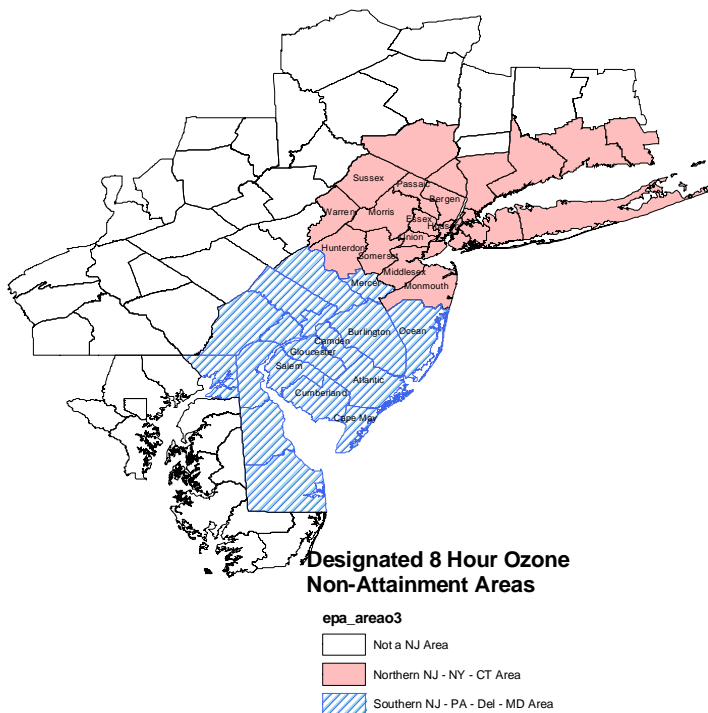 Sussex
Passaic
Bergen
Warren
Morris
Essex
Union
Hunterdon
Somerset
Middlesex
Mercer
Monmouth
Burlington
Ocean
Camden
Gloucester
Salem
Atlantic
Cumberland
Cape May
Designated 8 Hour Ozone
Non-Attainment Areas
epa_areao3
Not a NJ Area
Northern NJ - NY - CT Area
Southern NJ - PA - Del - MD Area